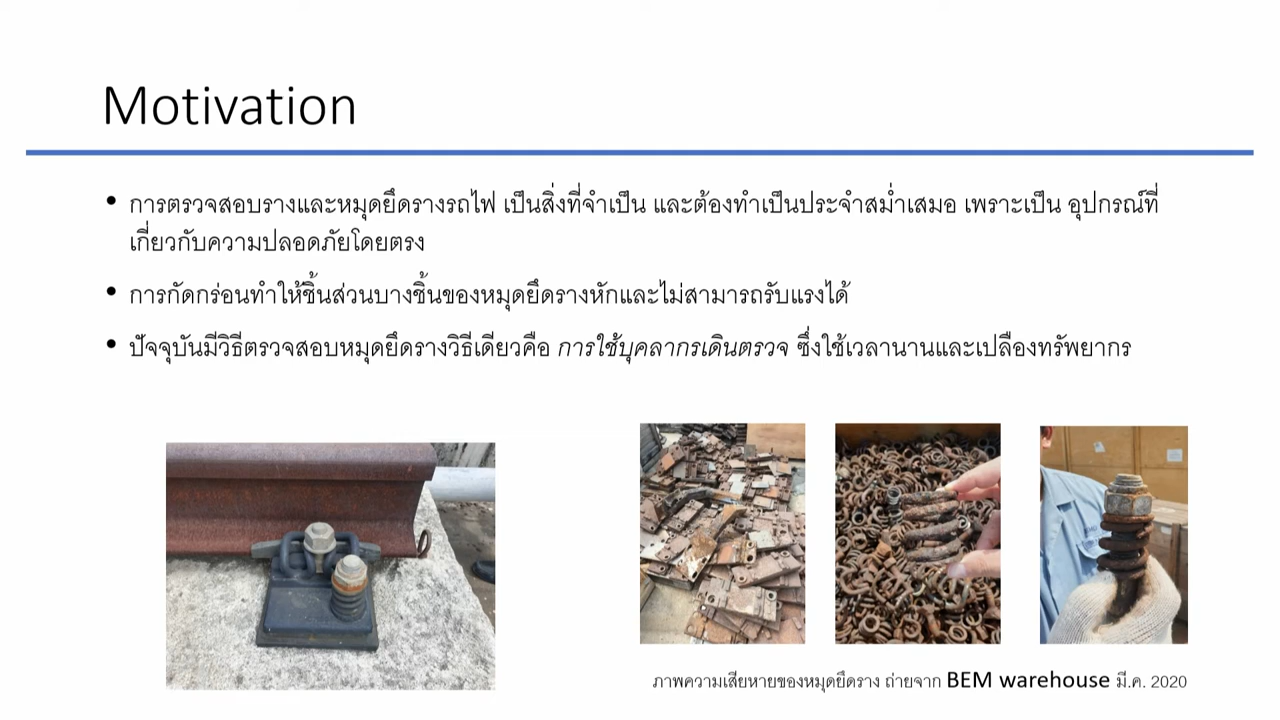 Motivation
• การตรวจสอบรางและหมุดยึดรางรถไฟ เป็นสิ่งที่จำเป็น และต้องทำเป็นประจำสม่ำเสมอ เพราะเป็น อุปกรณ์ที่
เกี่ยวกับความปลอดภัยโดยตรง
• การกัดกร่อนทำให้ชิ้นส่วนบางชิ้นของหมุดยึดรางหักและไม่สามารถรับแรงได้
• ปัจจุบันมีวิธีตรวจสอบหมุดยึดรางวิธีเดียวคือ การใช้บุคลากรเดินตรวจ ซึ่งใช้เวลานานและเปลืองทรัพยากร
ภาพความเสียหายของหมุดยึดราง ถ่ายจาก BEM warehouse มี.ค. 2020